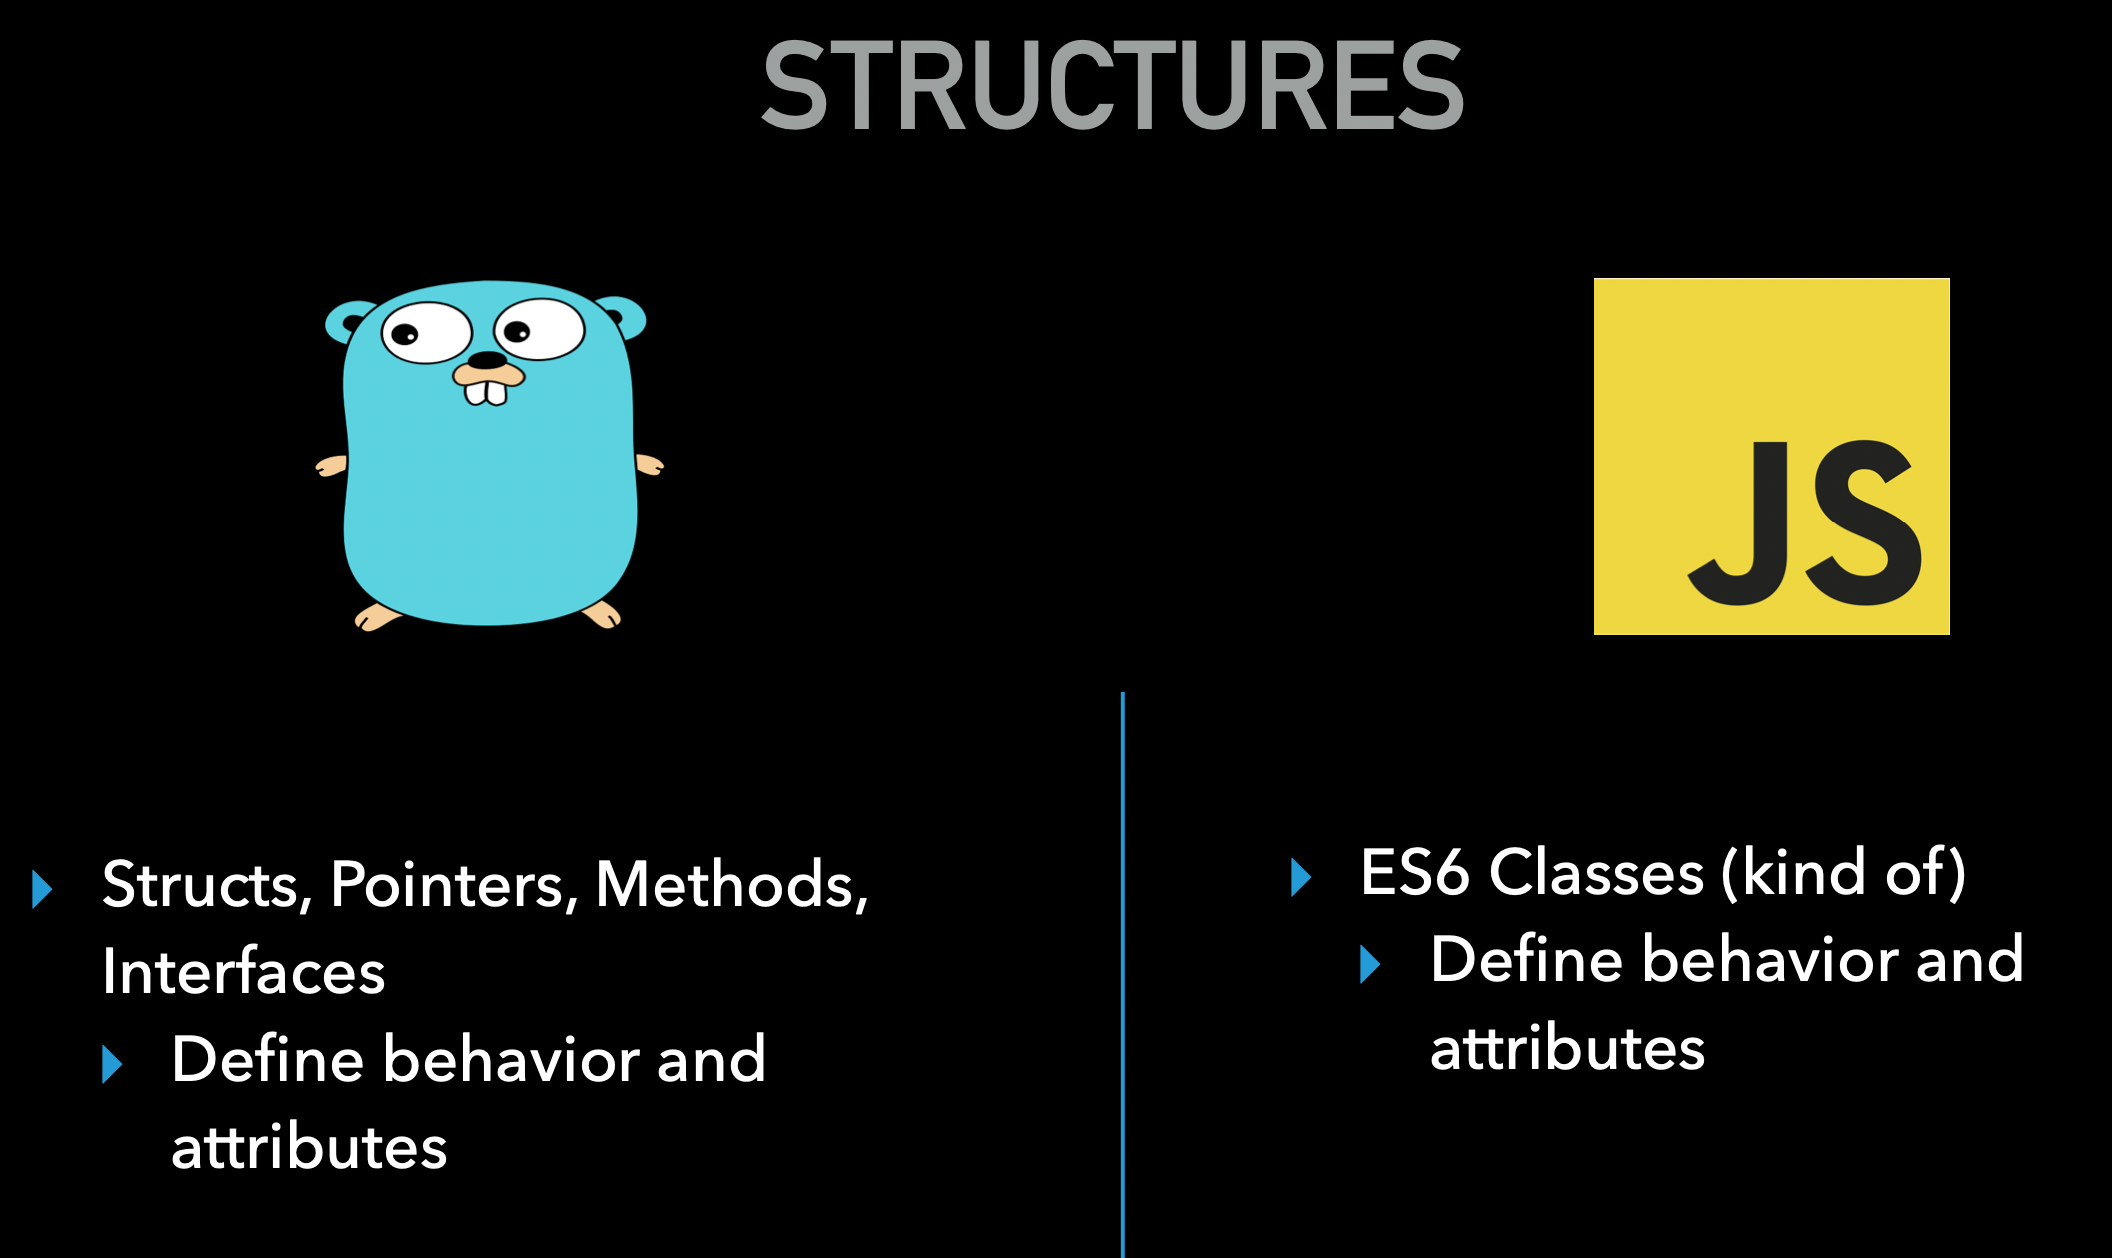 STRUCTURES
JS
Structs, Pointers, Methods,
Interfaces
Define behavior and
attributes
ES6 Classes (kind of)
Define behavior and
attributes